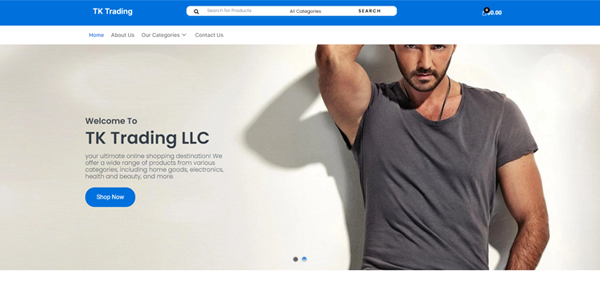 TK Trading
Search for Products
All Categories
SEARCH
0.00
Home
About Us
Our Categories
Contact Us
Welcome To
TK Trading LLC
your ultimate online shopping destination! We
offer a wide range of products from various
categories, including home goods, electronics,
health and beauty, and more.
Shop Now